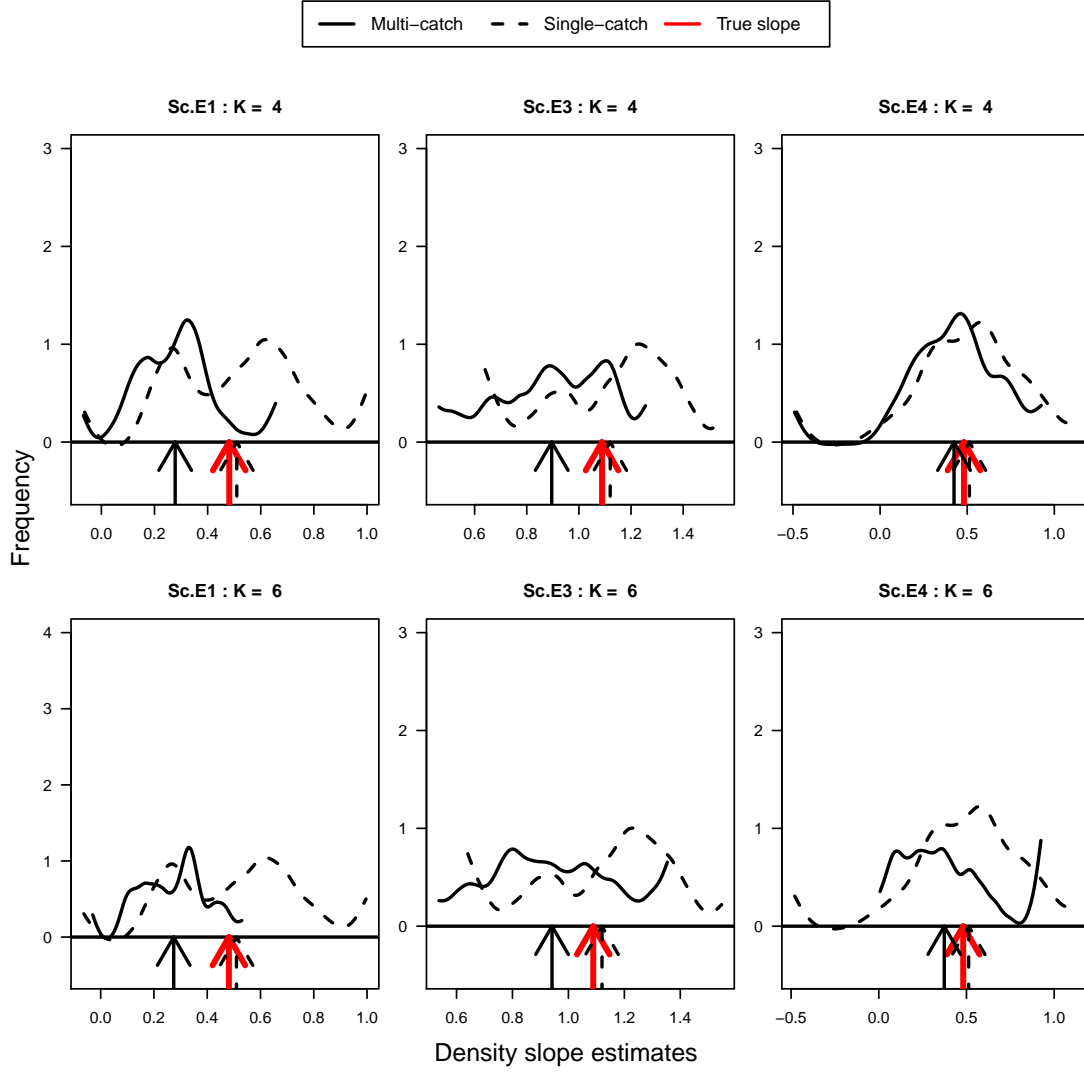 Multi−catch Single−catch True slope
Sc.E1 : K = 4 Sc.E3 : K = 4 Sc.E4 : K = 4
3 3 3
2 2 2
1 1 1
0 0 0
0.0 0.2 0.4 0.6 0.8 1.0 0.6 0.8 1.0 1.2 1.4 −0.5 0.0 0.5 1.0
Frequency
Sc.E1 : K = 6 Sc.E3 : K = 6 Sc.E4 : K = 6
4 3 3
3 2 2
2 1 1
1 0 0
0
0.0 0.2 0.4 0.6 0.8 1.0 0.6 0.8 1.0 1.2 1.4 −0.5 0.0 0.5 1.0
Density slope estimates